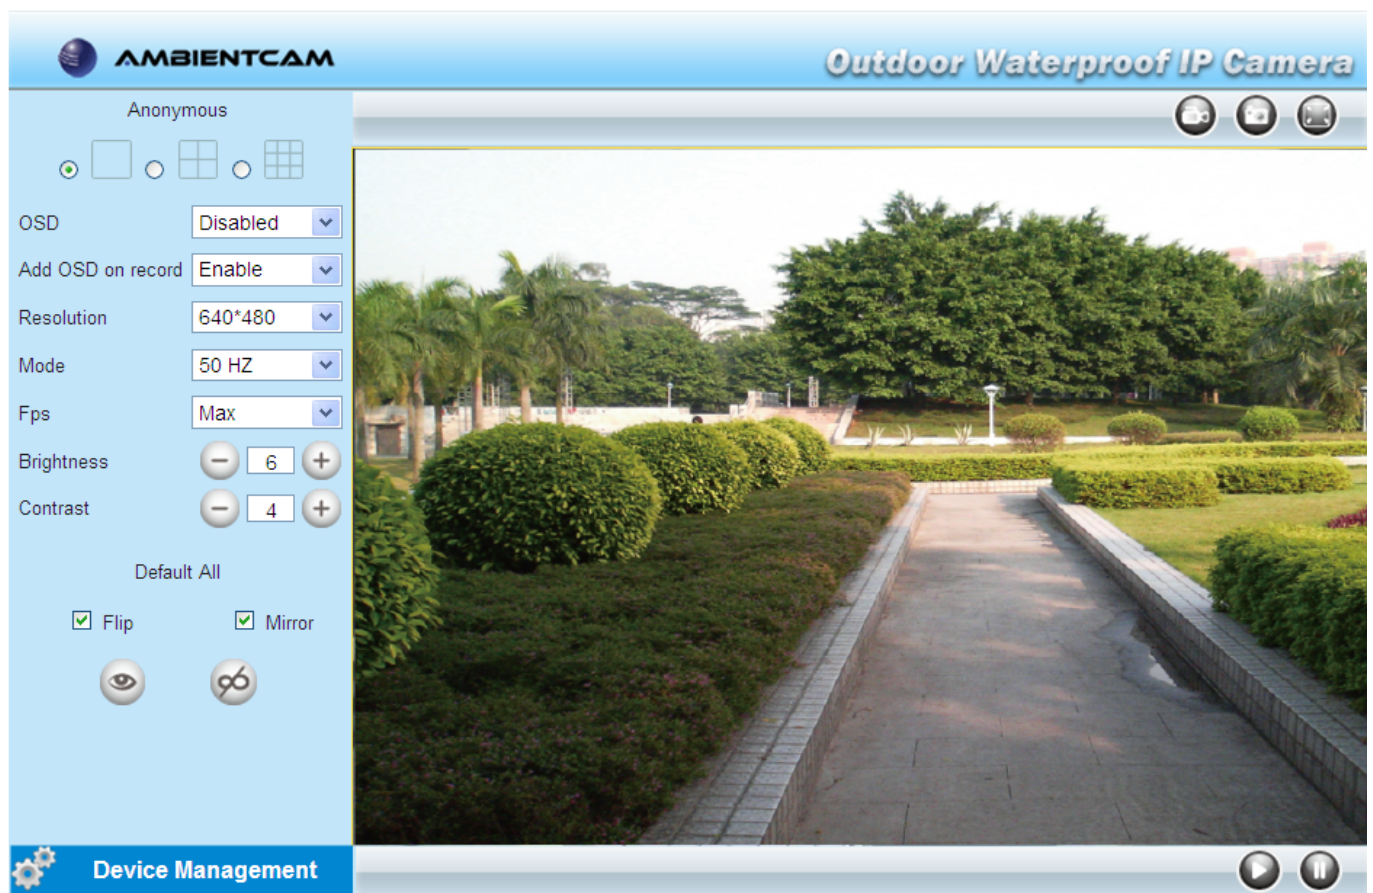 AMBIENTCAM
Outdoor Waterproof IP Camera
Anonymous
OSD Disabled
Add OSD on record Enable
Resolution 640*480
Mode 50 HZ
Fps Max
Brightness 6
Contrast 4
Default All
Flip Mirror
Device Management